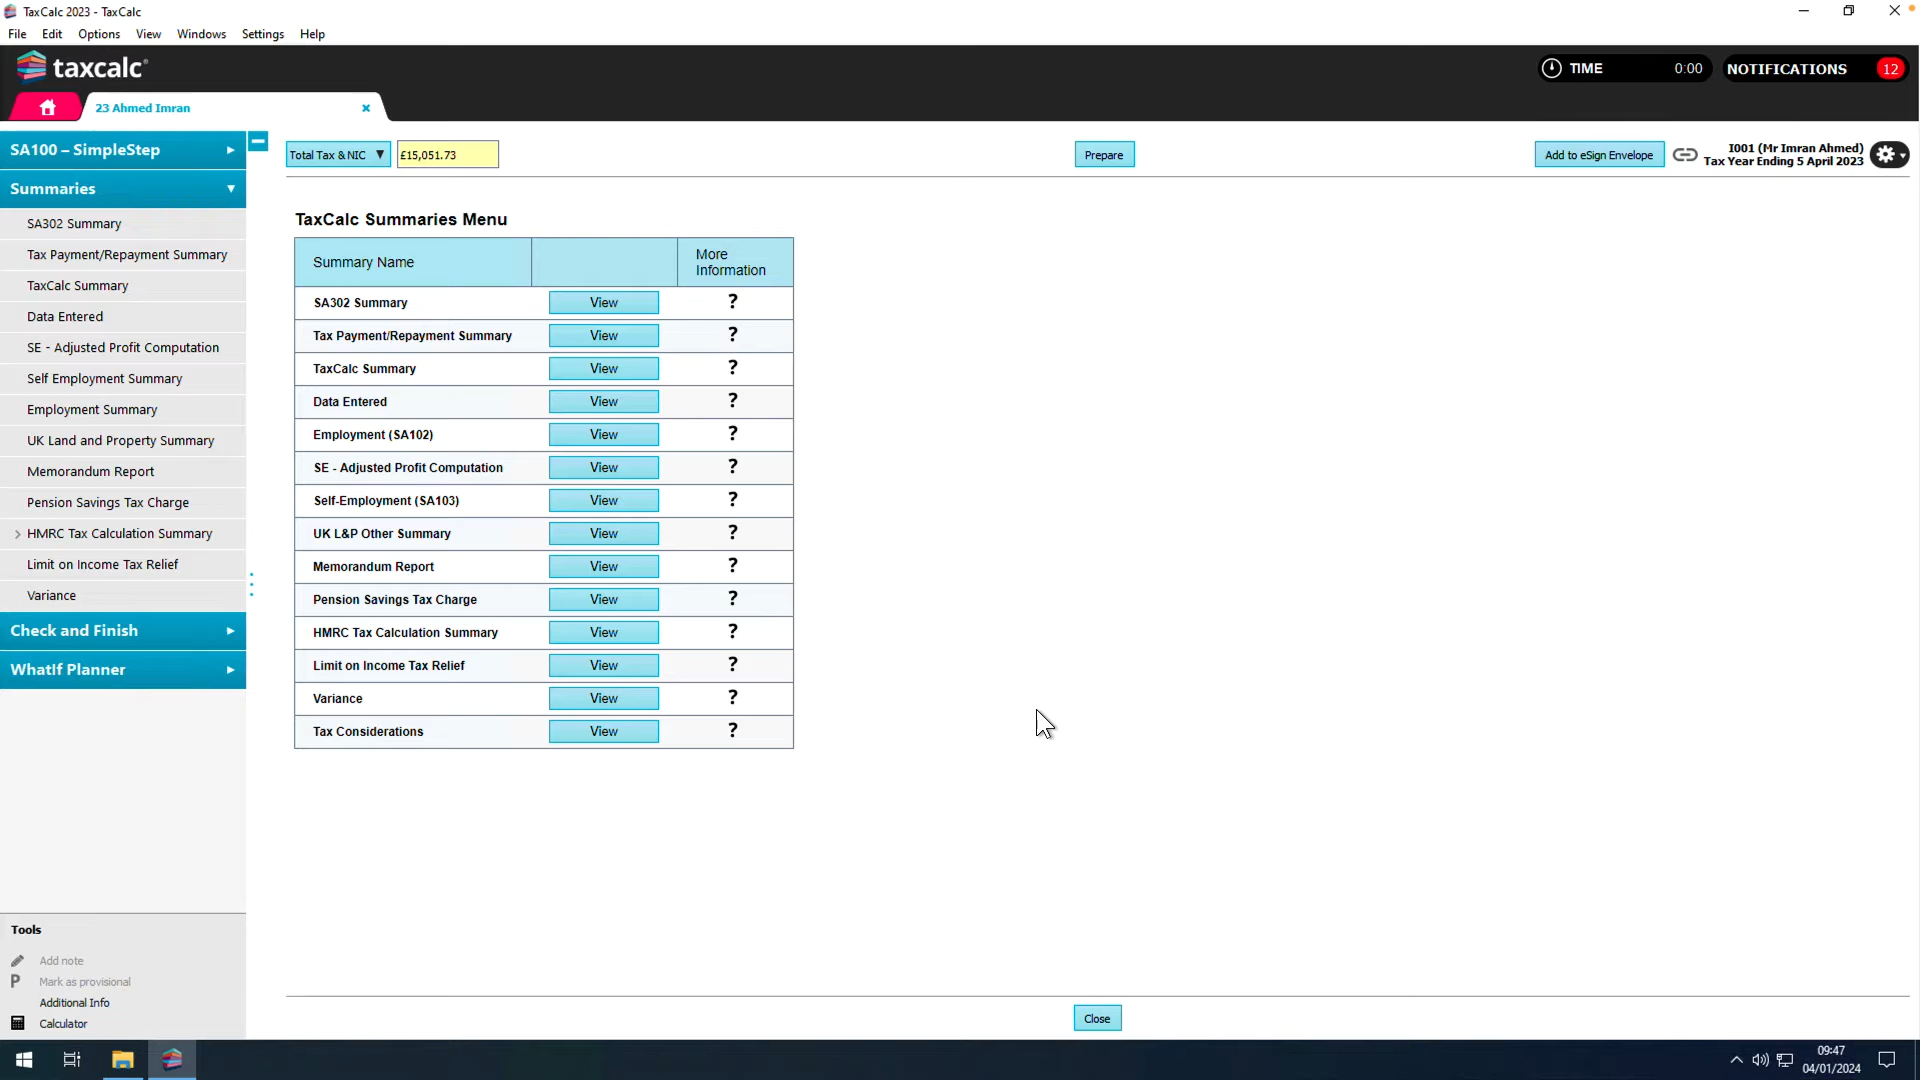 TaxCalc 2023 - TaxCalc
File Edit Options View Windows Settings Help
taxcalc
TIME 0:00 NOTIFICATIONS 12
23 Ahmed Imran
SA100 – SimpleStep
Summaries
SA302 Summary
Tax Payment/Repayment Summary
TaxCalc Summary
Data Entered
SE - Adjusted Profit Computation
Self Employment Summary
Employment Summary
UK Land and Property Summary
Memorandum Report
Pension Savings Tax Charge
HMRC Tax Calculation Summary
Limit on Income Tax Relief
Variance
Check and Finish
WhatIf Planner
Tools
Add note
P Mark as provisional
Additional Info
Calculator
Total Tax & NIC £15,051.73
Prepare
Add to eSign Envelope
I001 (Mr Imran Ahmed)
Tax Year Ending 5 April 2023
TaxCalc Summaries Menu
Summary Name More Information
SA302 Summary View ?
Tax Payment/Repayment Summary View ?
TaxCalc Summary View ?
Data Entered View ?
Employment (SA102) View ?
SE - Adjusted Profit Computation View ?
Self-Employment (SA103) View ?
UK L&P Other Summary View ?
Memorandum Report View ?
Pension Savings Tax Charge View ?
HMRC Tax Calculation Summary View ?
Limit on Income Tax Relief View ?
Variance View ?
Tax Considerations View ?
Close
09:47
04/01/2024